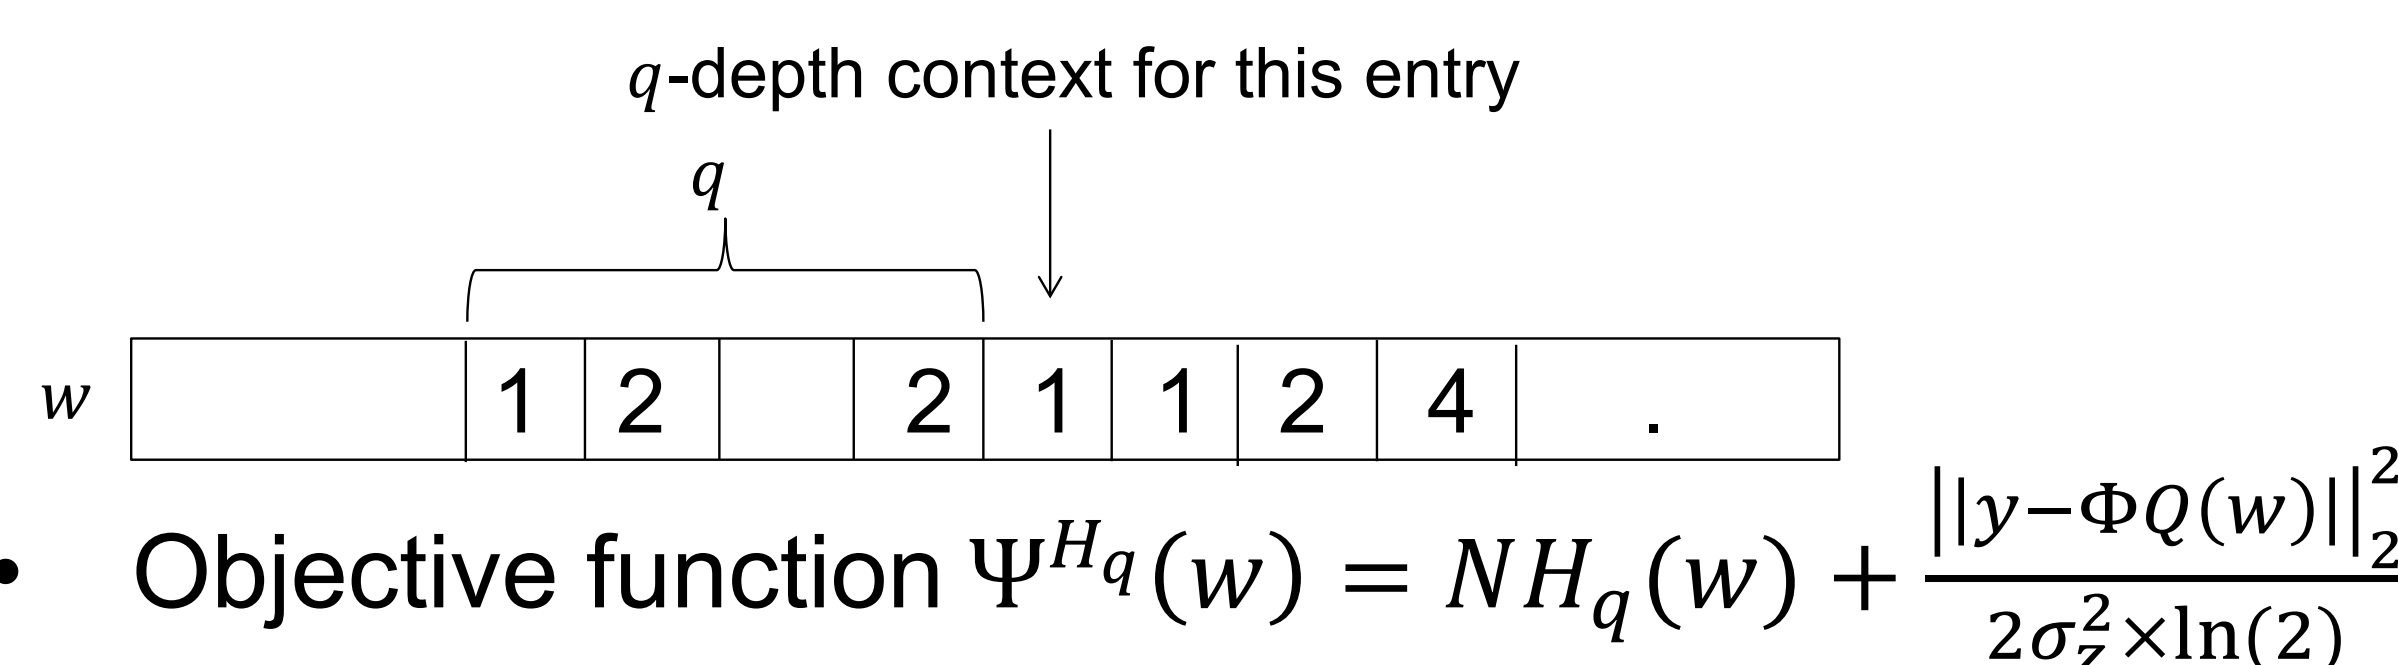 q-depth context for this entry
q
w 1 2 2 1 1 2 4 .
• Objective function Ψ^{H_q}(w) = NH_q(w) + \frac{||y−ΦQ(w)||_2^2}{2σ_z^2×ln(2)}